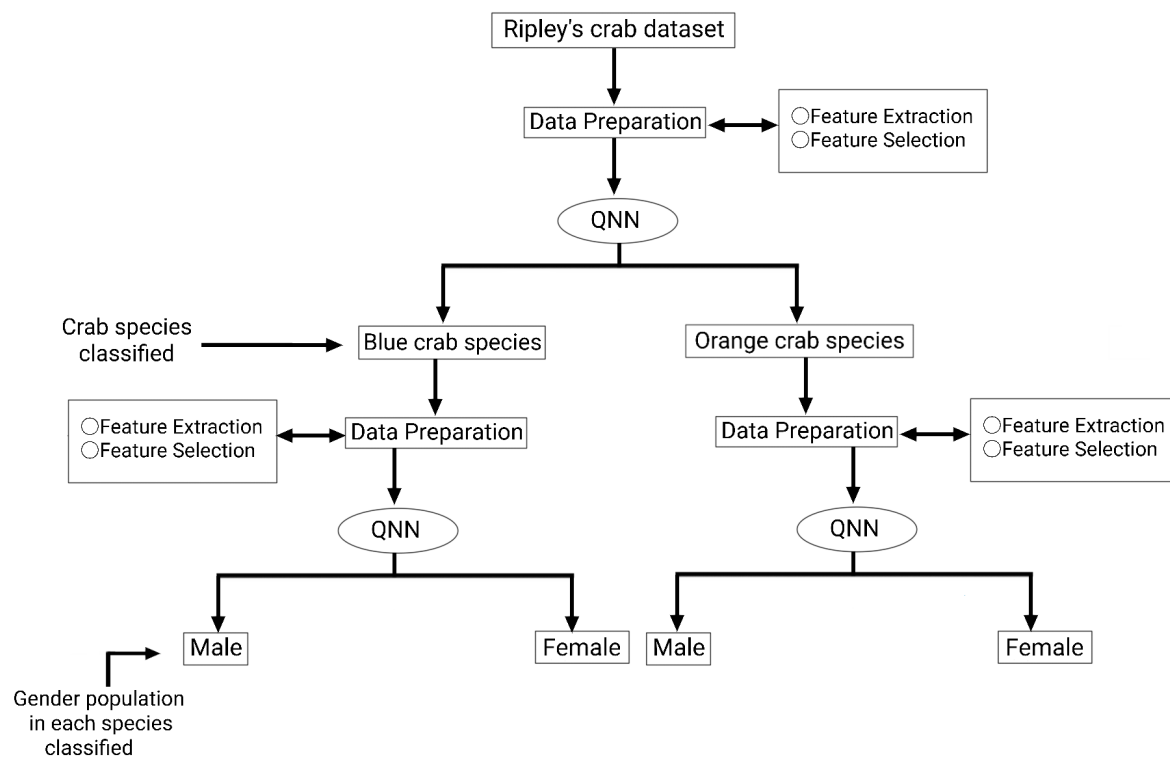 Ripley's crab dataset
Data Preparation
○Feature Extraction
○Feature Selection
QNN
Crab species
classified
Blue crab species
Orange crab species
○Feature Extraction
○Feature Selection
Data Preparation
Data Preparation
○Feature Extraction
○Feature Selection
QNN
QNN
Male
Female
Male
Female
Gender population
in each species
classified